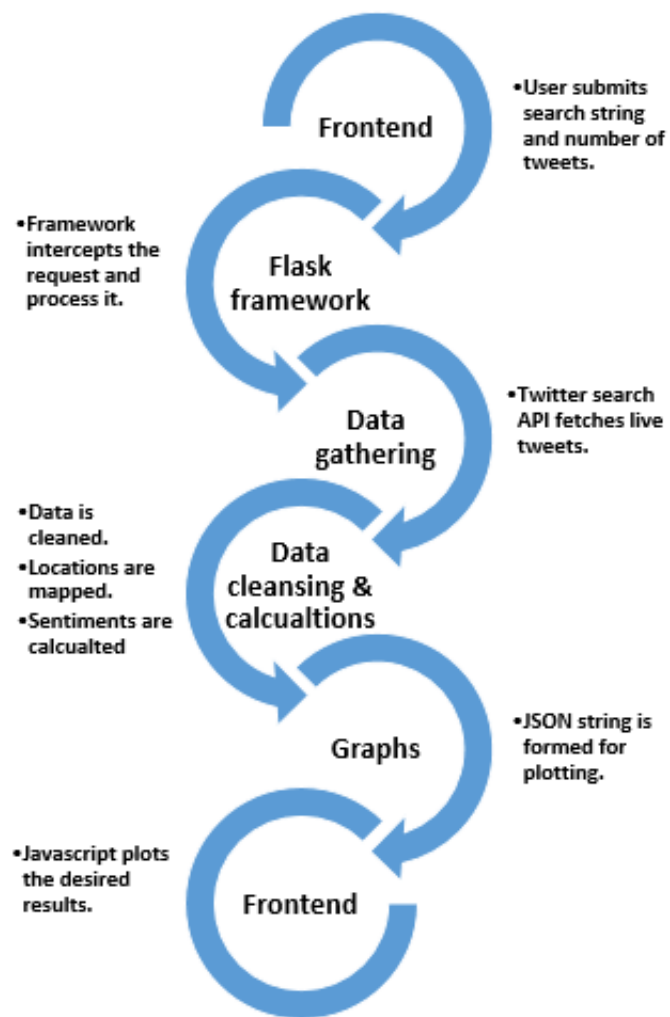 Frontend
•User submits
search string
and number of
tweets.
•Framework
intercepts the
request and
process it.
Flask
framework
Data
gathering
•Twitter search
API fetches live
tweets.
•Data is
cleaned.
•Locations are
mapped.
•Sentiments are
calcualted
Data
cleansing &
calcualtions
Graphs
•JSON string is
formed for
plotting.
•Javascript plots
the desired
results.
Frontend